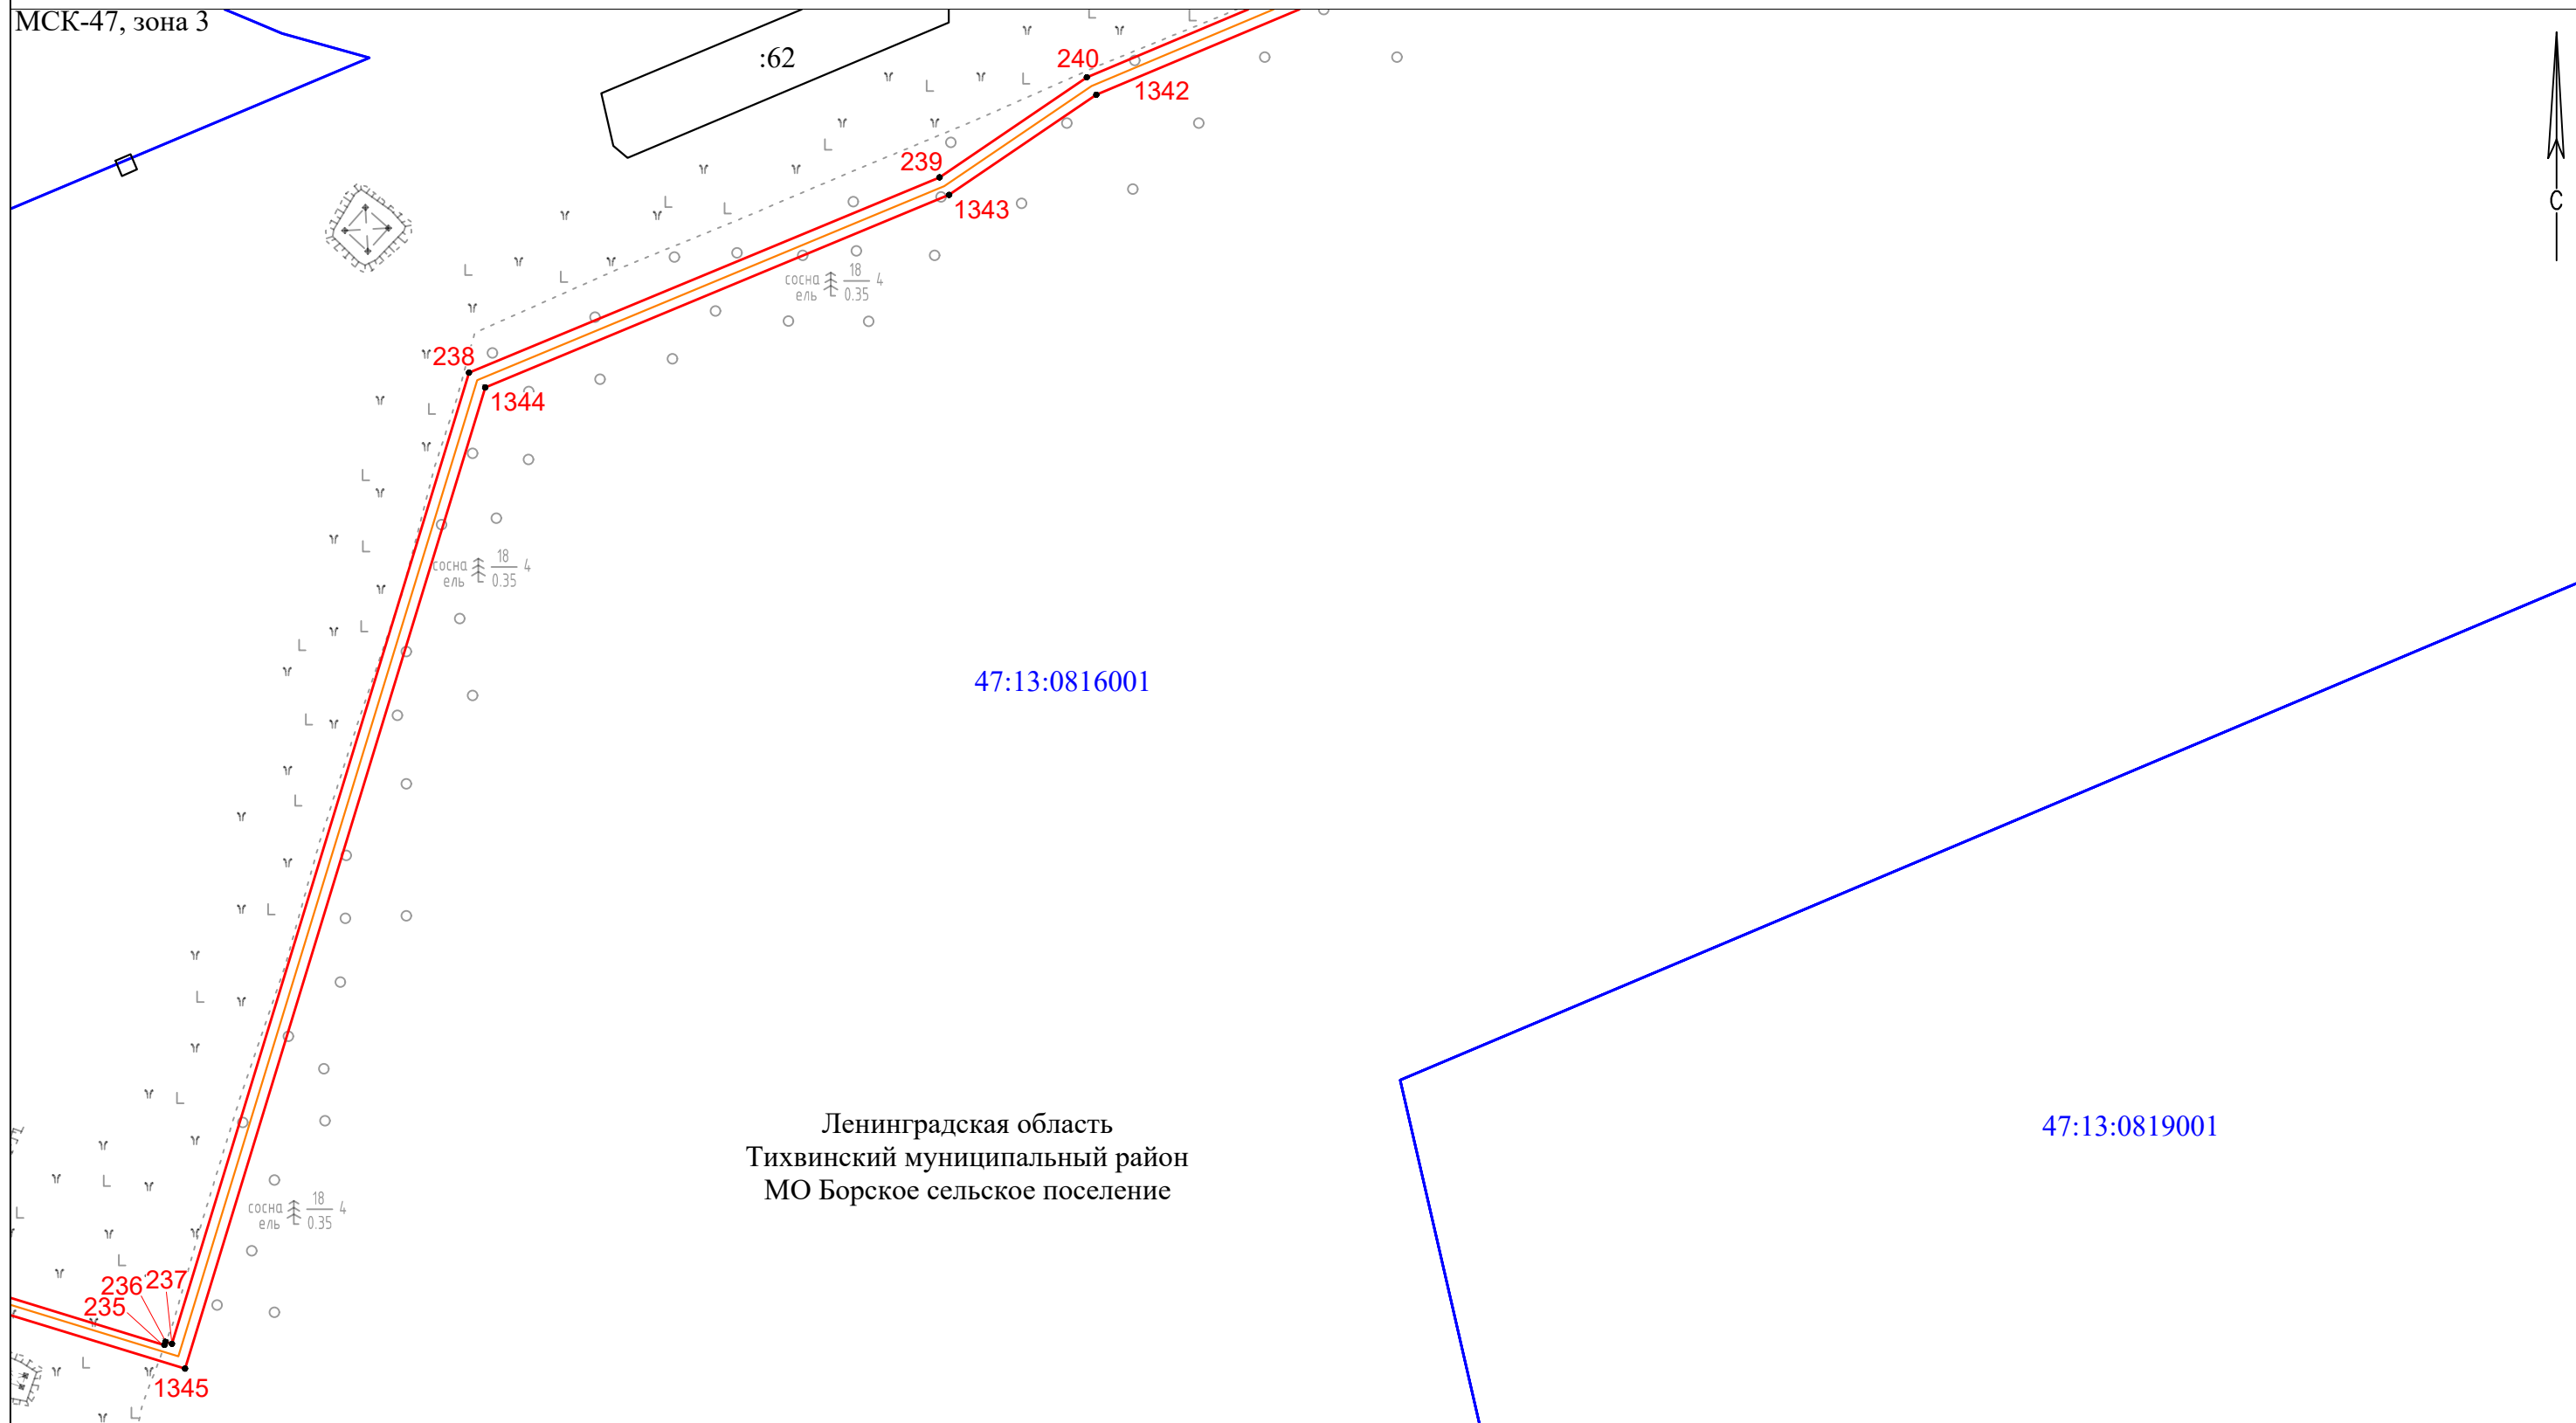 МСК-47, зона 3
:62
240
1342
239
1343
С
сосна 18 4
ель 0.35
238
1344
сосна 18 4
ель 0.35
47:13:0816001
Ленинградская область
Тихвинский муниципальный район
МО Борское сельское поселение
47:13:0819001
сосна 18 4
ель 0.35
236 237
235
1345